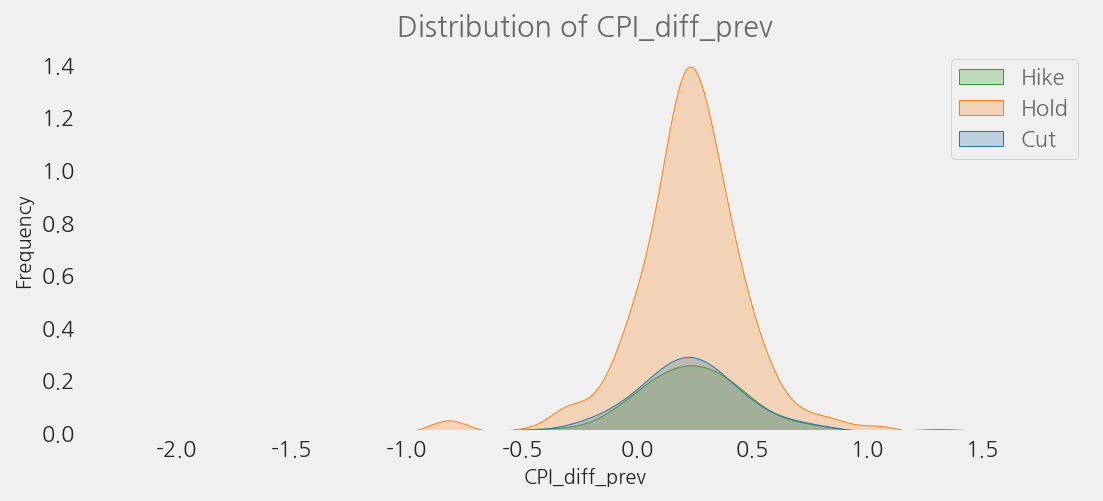 Distribution of CPI_diff_prev
Hike
Hold
Cut
Frequency
1.4
1.2
1.0
0.8
0.6
0.4
0.2
0.0
-2.0 -1.5 -1.0 -0.5 0.0 0.5 1.0 1.5
CPI_diff_prev